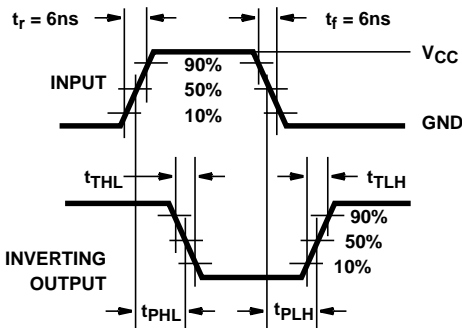 tr = 6ns
tf = 6ns
VCC
90%
INPUT
50%
10%
GND
tTHL
tTLH
90%
50%
INVERTING
OUTPUT
10%
tPHL
tPLH